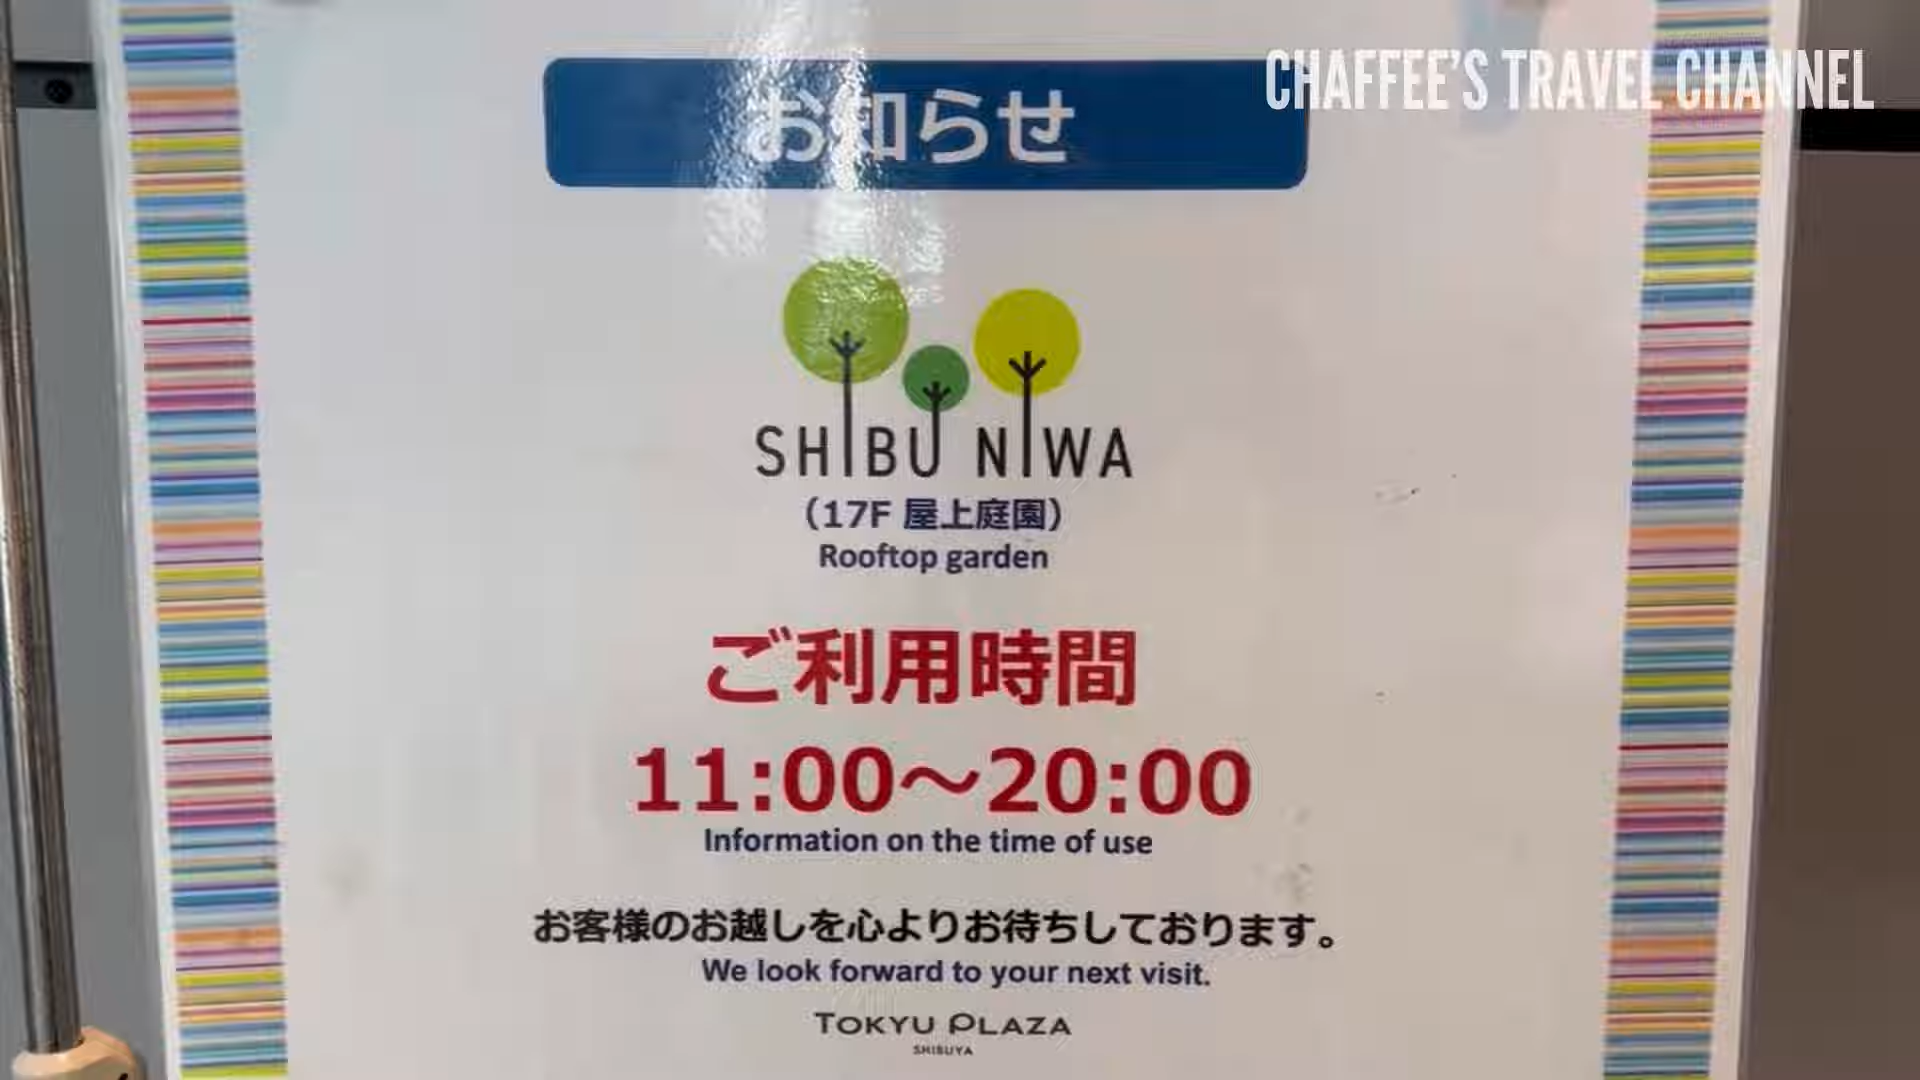 CHAFFEE'S TRAVEL CHANNEL
お知らせ
SHIBU NIWA
（17F 屋上庭園）
Rooftop garden
ご利用時間
11:00～20:00
Information on the time of use
お客様のお越しを心よりお待ちしております。
We look forward to your next visit.
TOKYU PLAZA
SHIBUYA